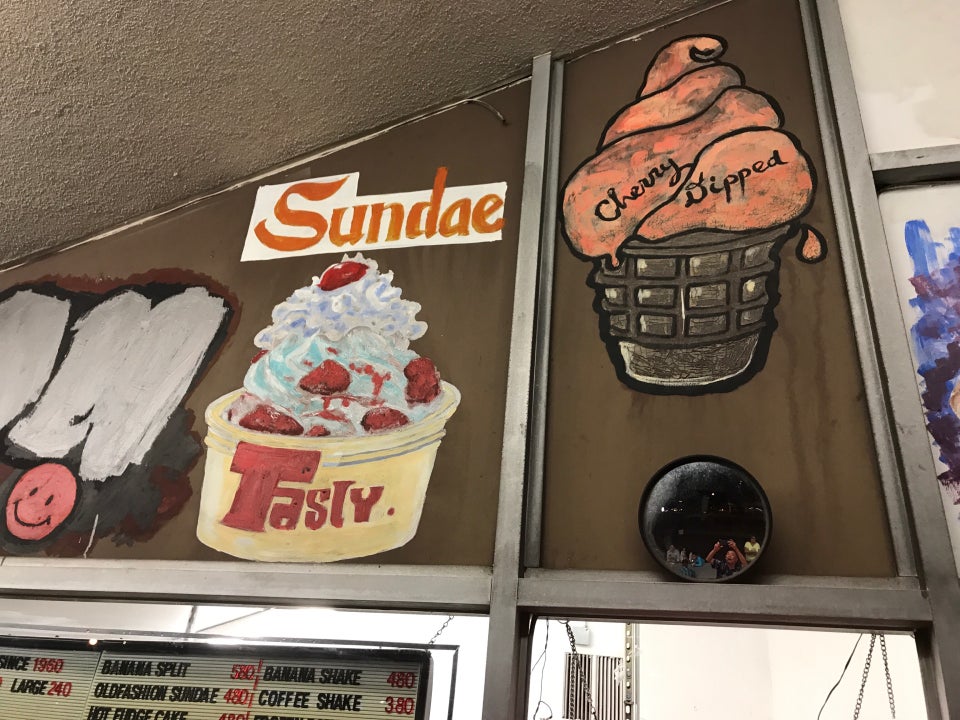 Sundae
Tasty.
Cherry Dipped
SINCE 1960
LARGE 240
BANANA SPLIT 580
OLDFASHION SUNDAE 480
HOT FUDGE CAKE
BANANA SHAKE 480
COFFEE SHAKE 380